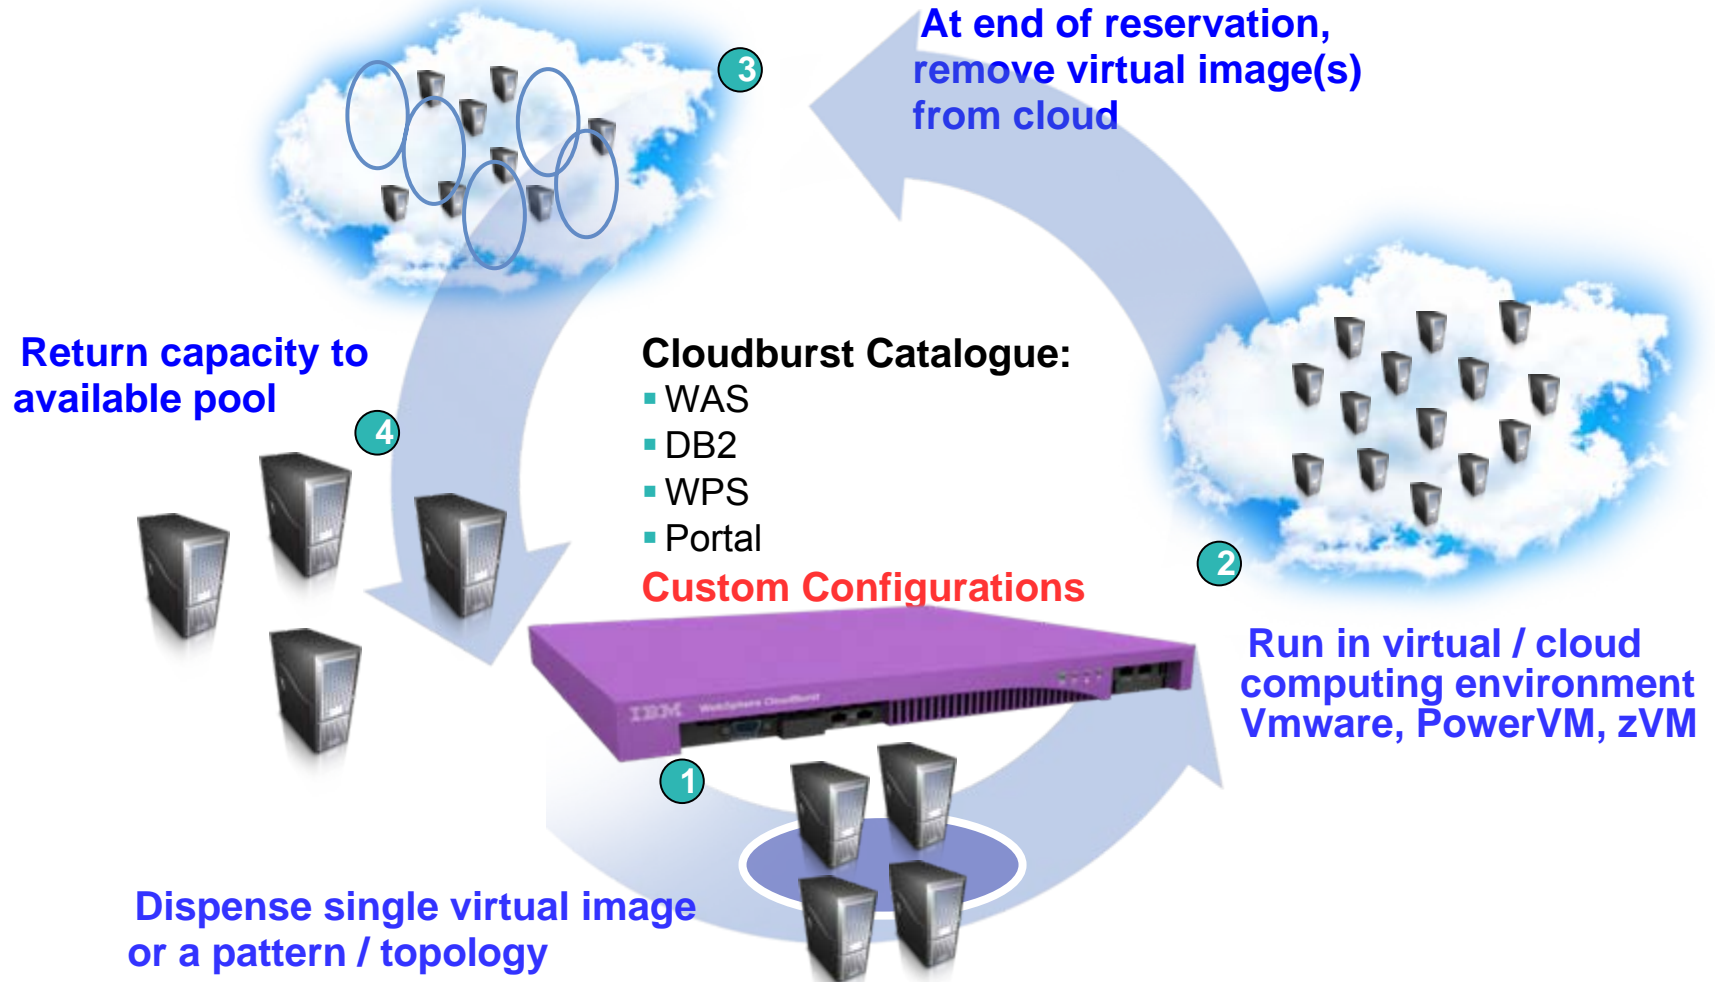 At end of reservation,
remove virtual image(s)
from cloud
3
Return capacity to
available pool
4
Cloudburst Catalogue:
▪ WAS
▪ DB2
▪ WPS
▪ Portal
Custom Configurations
2
Run in virtual / cloud
computing environment
Vmware, PowerVM, zVM
IBM WebSphere CloudBurst
1
Dispense single virtual image
or a pattern / topology